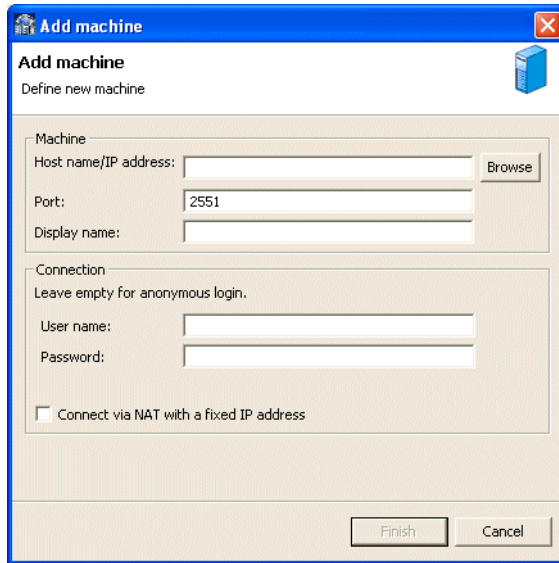 Add machine
Add machine
Define new machine
Machine
Host name/IP address:
Browse
Port:
2551
Display name:
Connection
Leave empty for anonymous login.
User name:
Password:
Connect via NAT with a fixed IP address
Finish
Cancel